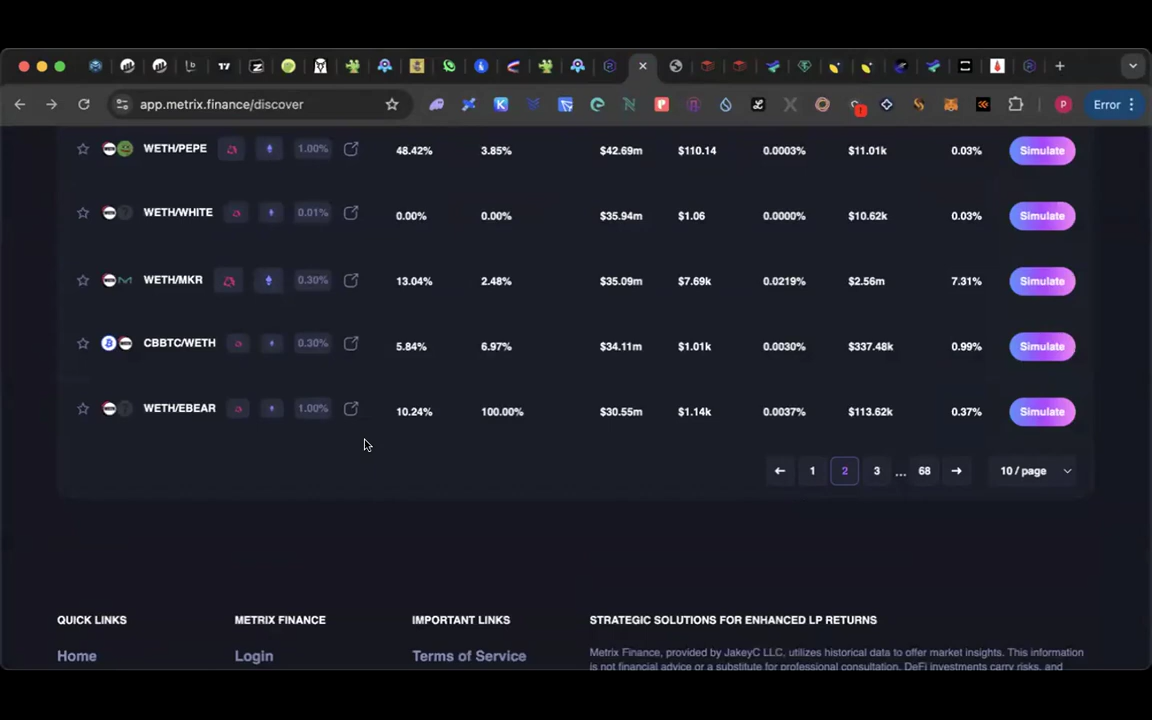 app.metrix.finance/discover
Error
WETH/PEPE 1.00% 48.42% 3.85% $42.69m $110.14 0.0003% $11.01k 0.03% Simulate
WETH/WHITE 0.01% 0.00% 0.00% $35.94m $1.06 0.0000% $10.62k 0.03% Simulate
WETH/MKR 0.30% 13.04% 2.48% $35.09m $7.69k 0.0219% $2.56m 7.31% Simulate
CBBTC/WETH 0.30% 5.84% 6.97% $34.11m $1.01k 0.0030% $337.48k 0.99% Simulate
WETH/EBEAR 1.00% 10.24% 100.00% $30.55m $1.14k 0.0037% $113.62k 0.37% Simulate
1 2 3 ... 68 10 / page
QUICK LINKS METRIX FINANCE IMPORTANT LINKS STRATEGIC SOLUTIONS FOR ENHANCED LP RETURNS
Home Login Terms of Service Metrix Finance, provided by JakeyC LLC, utilizes historical data to offer market insights. This information
is not financial advice or a substitute for professional consultation. DeFi investments carry risks, and